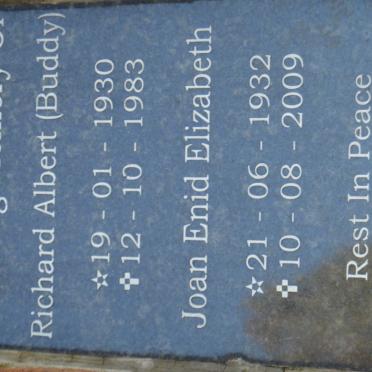 Richard Albert (Buddy)
☆ 19 - 01 - 1930
✚ 12 - 10 - 1983
Joan Enid Elizabeth
☆ 21 - 06 - 1932
✚ 10 - 08 - 2009
Rest In Peace